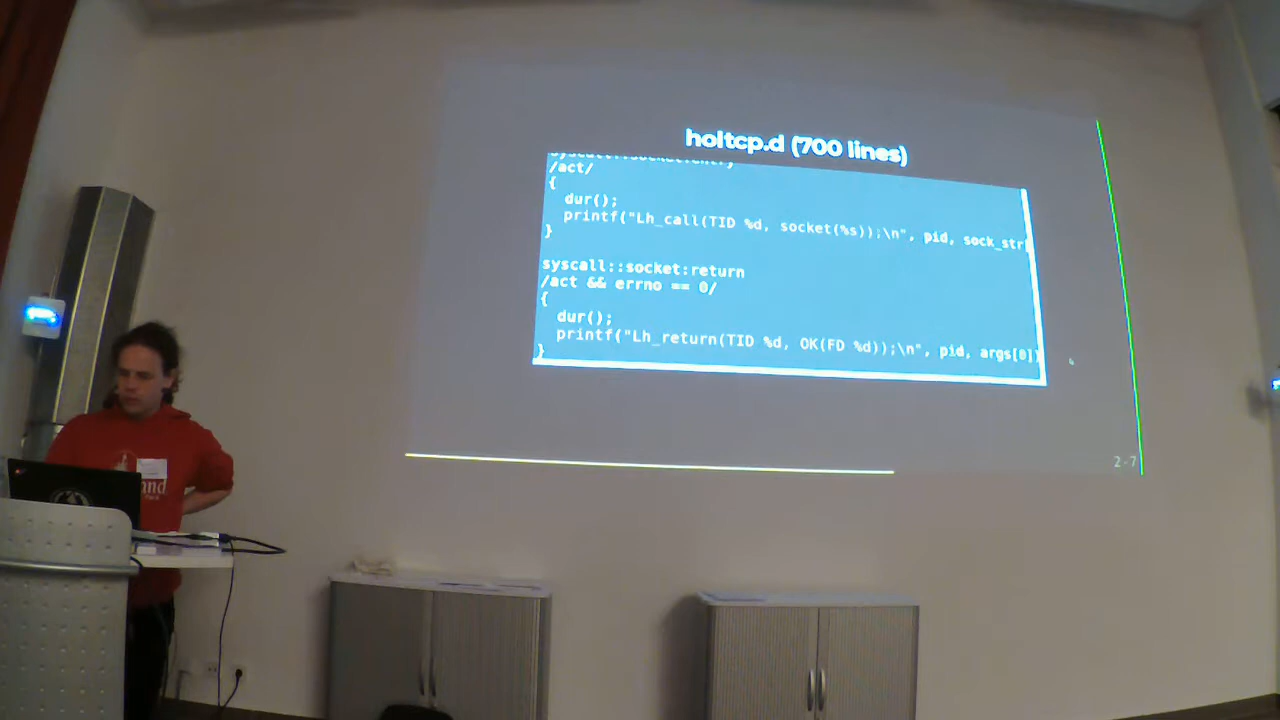 holtcp.d (700 lines)
/act/
{
dur();
printf("Lh_call(TID %d, socket(%s));\n", pid, sock_str
}
syscall::socket:return
/act && errno == 0/
{
dur();
printf("Lh_return(TID %d, OK(FD %d));\n", pid, args[0])
}
2-7